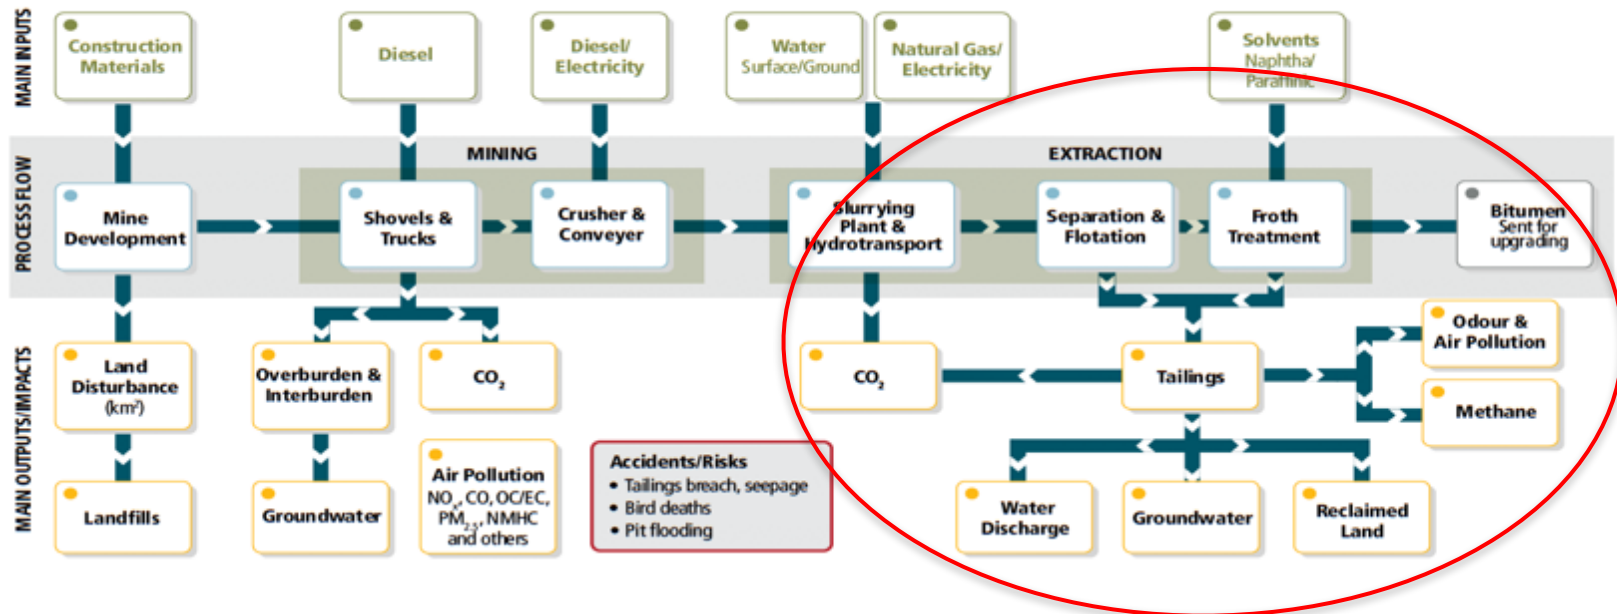 MAIN INPUTS
Construction
Materials
Diesel
Diesel/
Electricity
Water
Surface/Ground
Natural Gas/
Electricity
Solvents
Naphtha/
Paraffinic
PROCESS FLOW
MINING
EXTRACTION
Mine
Development
Shovels &
Trucks
Crusher &
Conveyer
Slurrying
Plant &
Hydrotransport
Separation &
Flotation
Froth
Treatment
Bitumen
Sent for
upgrading
MAIN OUTPUTS/IMPACTS
Land
Disturbance
(km²)
Overburden &
Interburden
CO₂
CO₂
Tailings
Odour &
Air Pollution
Methane
Landfills
Groundwater
Air Pollution
NOₓ, CO, OC/EC,
PM₂.₅, NMHC
and others
Accidents/Risks
• Tailings breach, seepage
• Bird deaths
• Pit flooding
Water
Discharge
Groundwater
Reclaimed
Land